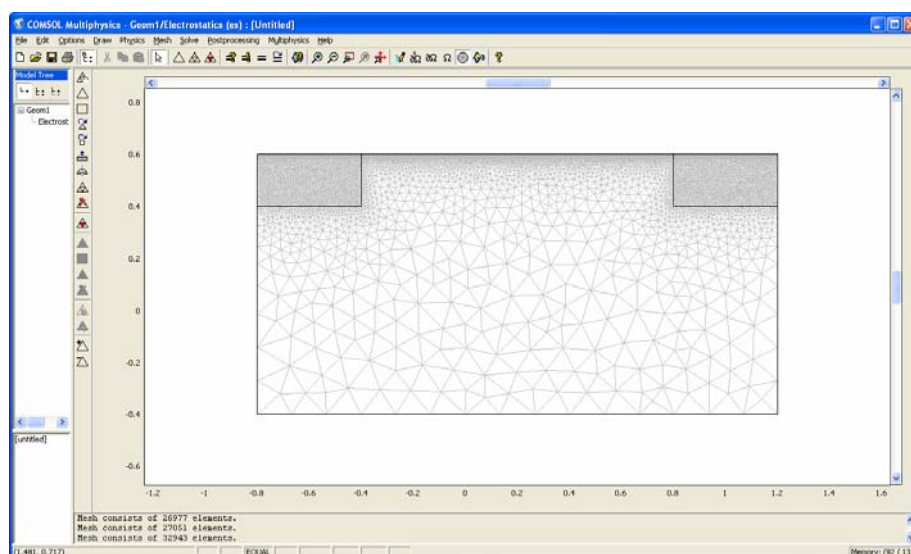 COMSOL Multiphysics - Geom1/Electrostatics (es) : [Untitled]
File Edit Options Draw Physics Mesh Solve Postprocessing Multiphysics Help
Model Tree
Geom1
Electrost
[untitled]
0.8
0.6
0.4
0.2
0
-0.2
-0.4
-0.6
-1.2 -1 -0.8 -0.6 -0.4 -0.2 0 0.2 0.4 0.6 0.8 1 1.2 1.4 1.6
Mesh consists of 26977 elements.
Mesh consists of 27051 elements.
Mesh consists of 32943 elements.
(1.481, 0.717) EQUAL Memory: (92 / 13